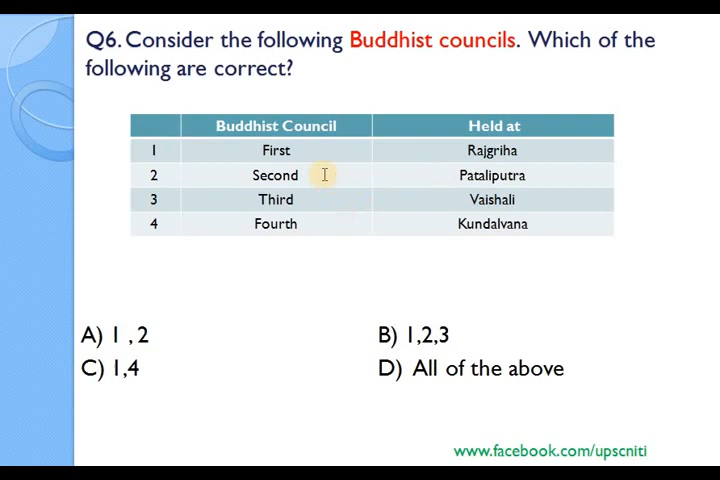 Q6. Consider the following Buddhist councils. Which of the
following are correct?
Buddhist Council Held at
1 First Rajgriha
2 Second Pataliputra
3 Third Vaishali
4 Fourth Kundalvana
A) 1 , 2 B) 1,2,3
C) 1,4 D) All of the above
www.facebook.com/upscniti